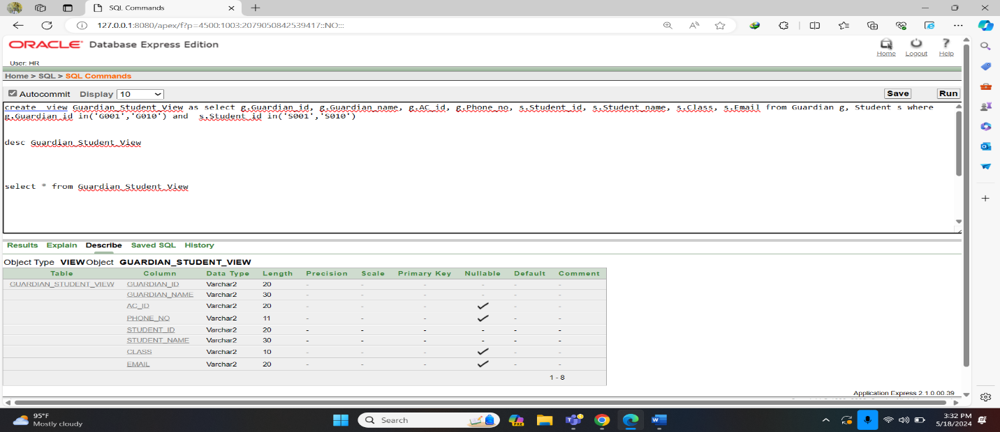 SQL Commands
127.0.0.1:8080/apex/f?p=4500:1003:2079050842539417::NO:::
ORACLE Database Express Edition
Home Logout Help
User: HR
Home > SQL > SQL Commands
Autocommit Display 10 Save Run
create view Guardian_Student_View as select g.Guardian_id, g.Guardian_name, g.AC_id, g.Phone_no, s.Student_id, s.Student_name, s.Class, s.Email from Guardian g, Student s where
g.Guardian_id in('G001','G010') and s.Student_id in('S001','S010')
desc Guardian_Student_View
select * from Guardian_Student_View
Results Explain Describe Saved SQL History
Object Type VIEW Object GUARDIAN_STUDENT_VIEW
Table Column Data Type Length Precision Scale Primary Key Nullable Default Comment
GUARDIAN_STUDENT_VIEW GUARDIAN_ID Varchar2 20 - - - - - -
GUARDIAN_NAME Varchar2 30 - - - - - -
AC_ID Varchar2 20 - - - ✓ - -
PHONE_NO Varchar2 11 - - - ✓ - -
STUDENT_ID Varchar2 20 - - - - - -
STUDENT_NAME Varchar2 30 - - - - - -
CLASS Varchar2 10 - - - ✓ - -
EMAIL Varchar2 20 - - - ✓ - -
1 - 8
Application Express 2.1.0.00.39
95°F
Mostly cloudy
Search
3:32 PM
5/18/2024